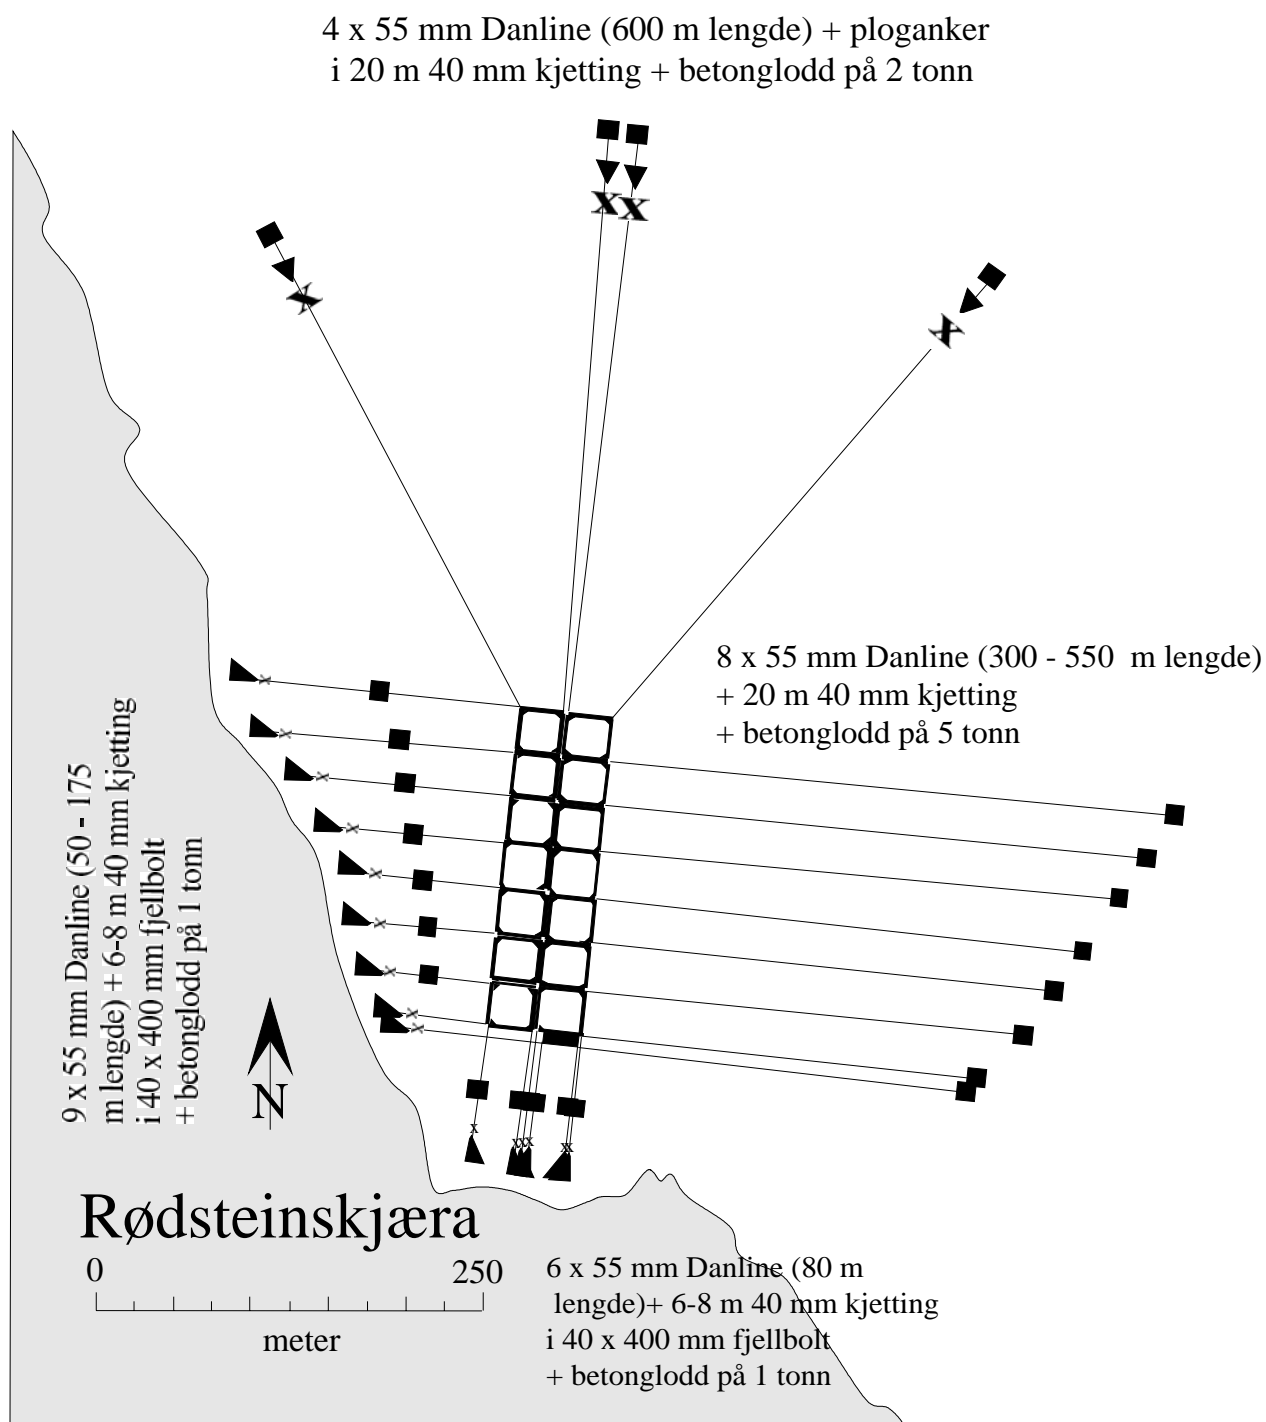 4 x 55 mm Danline (600 m lengde) + ploganker
i 20 m 40 mm kjetting + betonglodd på 2 tonn
X X
X
X
8 x 55 mm Danline (300 - 550 m lengde)
+ 20 m 40 mm kjetting
+ betonglodd på 5 tonn
9 x 55 mm Danline (50 - 175
m lengde) + 6-8 m 40 mm kjetting
i 40 x 400 mm fjellbolt
+ betonglodd på 1 tonn
x
x
x
x
x
x
x
x
x
N
x xxx xx
Rødsteinskjæra
0 250
meter
6 x 55 mm Danline (80 m
lengde)+ 6-8 m 40 mm kjetting
i 40 x 400 mm fjellbolt
+ betonglodd på 1 tonn